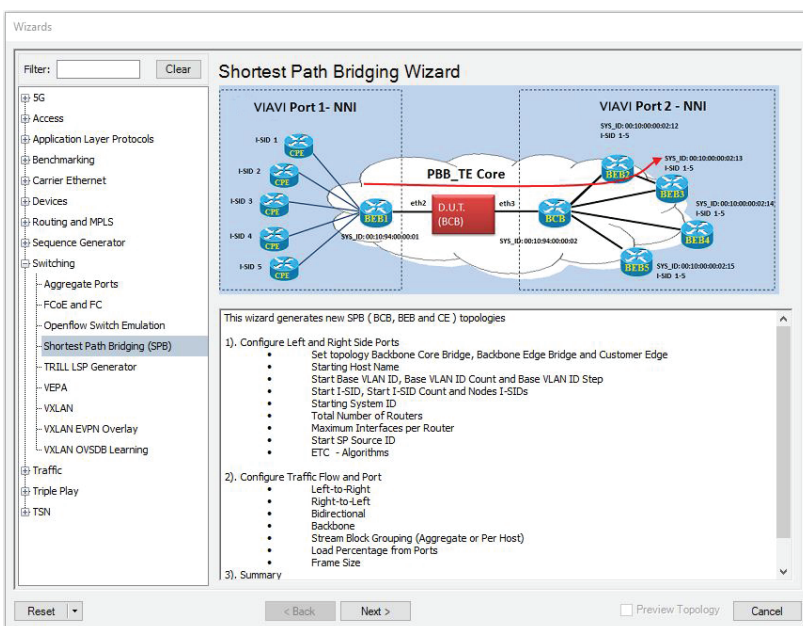 Wizards
Filter:
Clear
5G
Access
Application Layer Protocols
Benchmarking
Carrier Ethernet
Devices
Routing and MPLS
Sequence Generator
Switching
Aggregate Ports
FCoE and FC
Openflow Switch Emulation
Shortest Path Bridging (SPB)
TRILL LSP Generator
VEPA
VXLAN
VXLAN EVPN Overlay
VXLAN OVSDB Learning
Traffic
Triple Play
TSN
Shortest Path Bridging Wizard
VIAVI Port 1- NNI
I-SID 1
CPE
I-SID 2
CPE
I-SID 3
CPE
I-SID 4
CPE
I-SID 5
CPE
BEB1
SYS_ID: 00:10:94:00:00:01
PBB_TE Core
eth2
D.U.T.
(BCB)
eth3
BCB
SYS_ID: 00:10:94:00:00:02
VIAVI Port 2 - NNI
SYS_ID: 00:10:00:00:02:12
I-SID 1-5
BEB2
SYS_ID: 00:10:00:00:02:13
I-SID 1-5
BEB3
SYS_ID: 00:10:00:00:02:14
I-SID 1-5
BEB4
BEB5
SYS_ID: 00:10:00:00:02:15
I-SID 1-5
This wizard generates new SPB ( BCB, BEB and CE ) topologies
1). Configure Left and Right Side Ports
• Set topology Backbone Core Bridge, Backbone Edge Bridge and Customer Edge
• Starting Host Name
• Start Base VLAN ID, Base VLAN ID Count and Base VLAN ID Step
• Start I-SID, Start I-SID Count and Nodes I-SIDs
• Starting System ID
• Total Number of Routers
• Maximum Interfaces per Router
• Start SP Source ID
• ETC - Algorithms
2). Configure Traffic Flow and Port
• Left-to-Right
• Right-to-Left
• Bidirectional
• Backbone
• Stream Block Grouping (Aggregate or Per Host)
• Load Percentage from Ports
• Frame Size
3). Summary
Reset
< Back
Next >
Preview Topology
Cancel